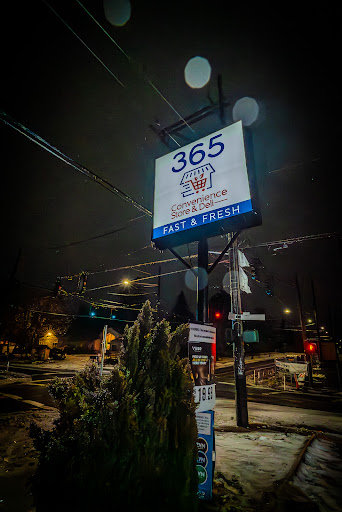 365
Convenience
Store & Deli
FAST & FRESH